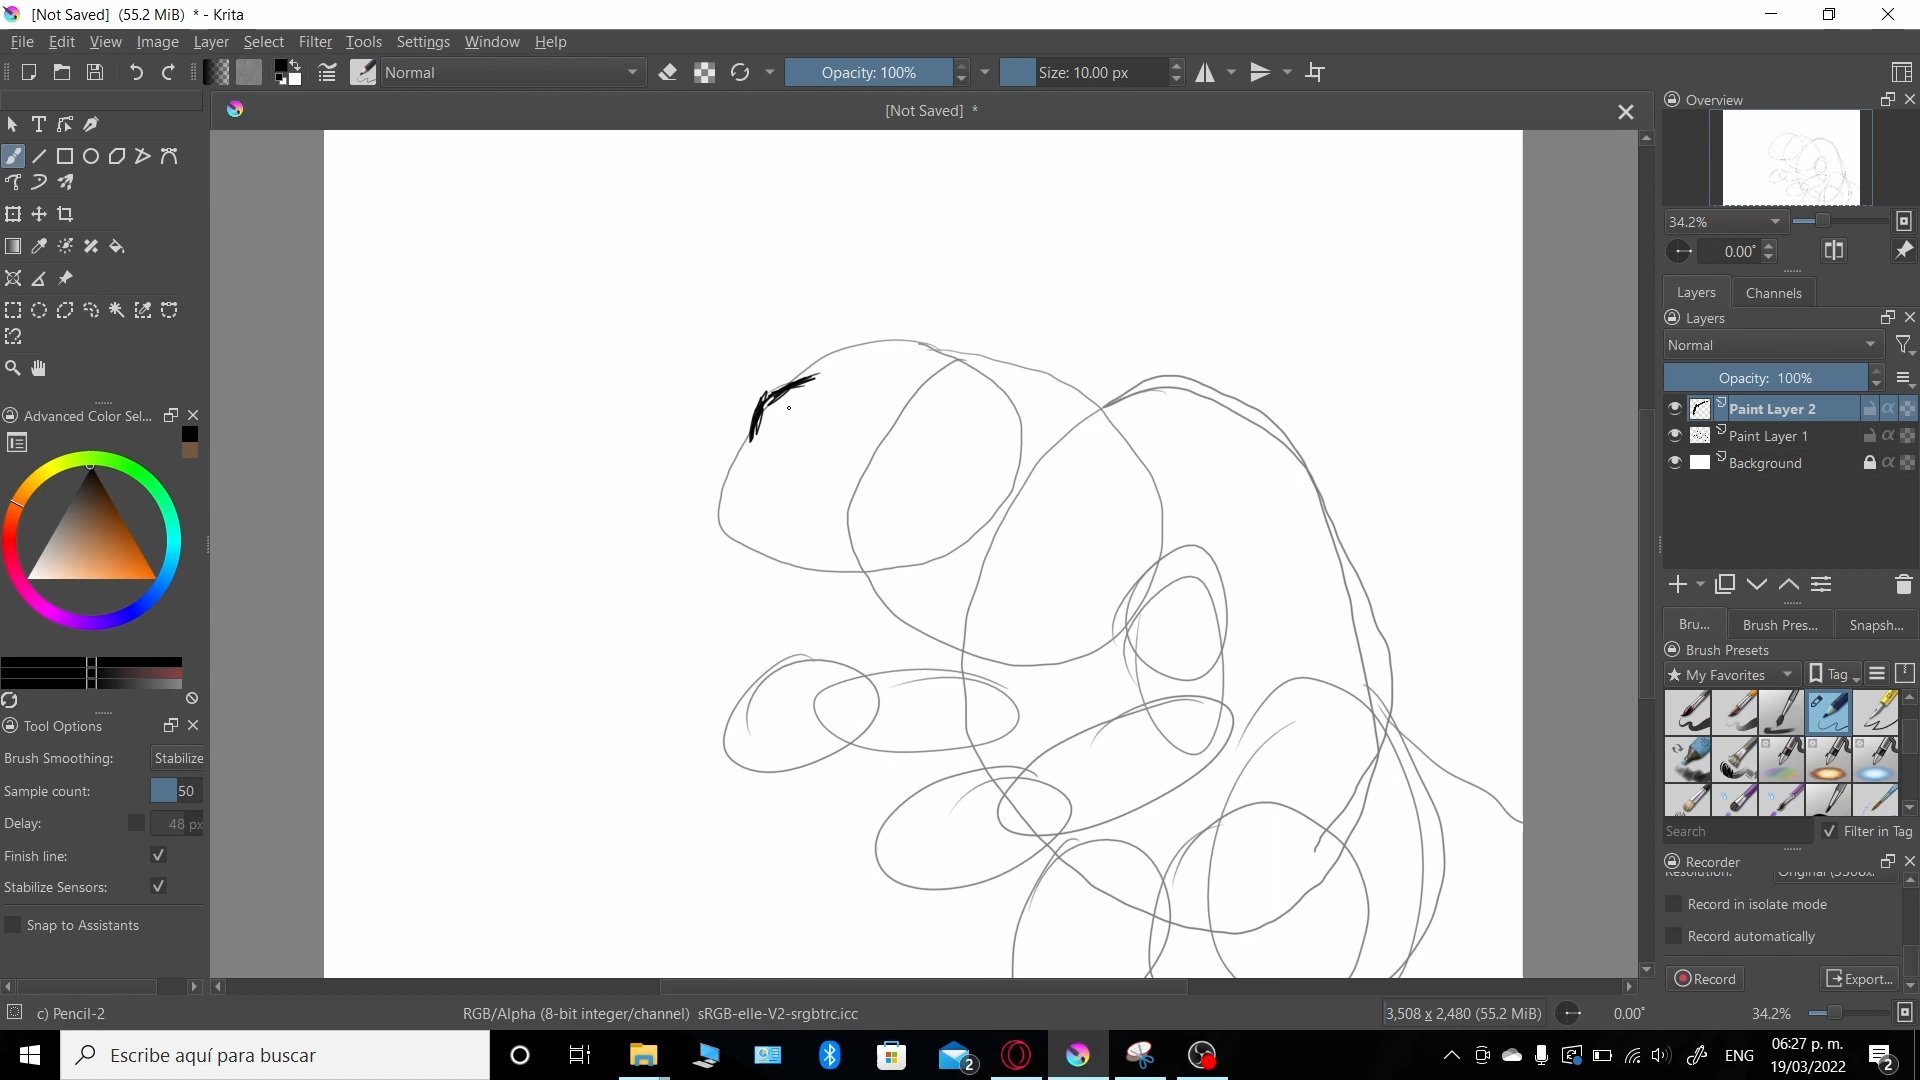 [Not Saved]  (55.2 MiB)  * - Krita
File Edit View Image Layer Select Filter Tools Settings Window Help
Normal Opacity: 100% Size: 10.00 px
[Not Saved]  *
Overview
34.2%
0.00°
Layers Channels
Layers
Normal
Opacity:  100%
Paint Layer 2
Paint Layer 1
Background
Advanced Color Sel...
Tool Options
Brush Smoothing: Stabilize
Sample count: 50
Delay: 48 px
Finish line:
Stabilize Sensors:
Snap to Assistants
Bru... Brush Pres... Snapsh...
Brush Presets
My Favorites Tag
Search Filter in Tag
Recorder
Record in isolate mode
Record automatically
Record Export...
c) Pencil-2 RGB/Alpha (8-bit integer/channel)  sRGB-elle-V2-srgbtrc.icc 3,508 x 2,480 (55.2 MiB) 0.00° 34.2%
Escribe aquí para buscar 2 ENG 06:27 p. m. 2
19/03/2022